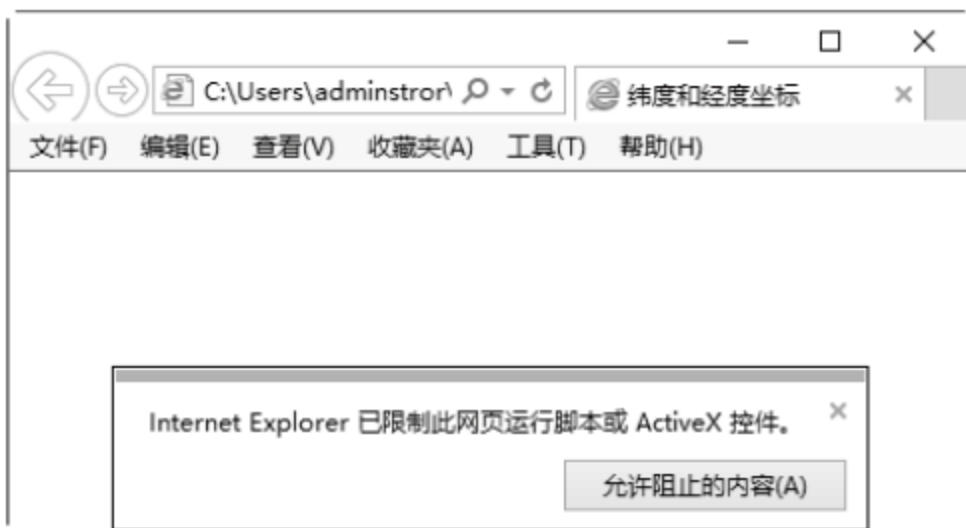 C:\Users\adminstror\
纬度和经度坐标
文件(F) 编辑(E) 查看(V) 收藏夹(A) 工具(T) 帮助(H)
Internet Explorer 已限制此网页运行脚本或 ActiveX 控件。
允许阻止的内容(A)